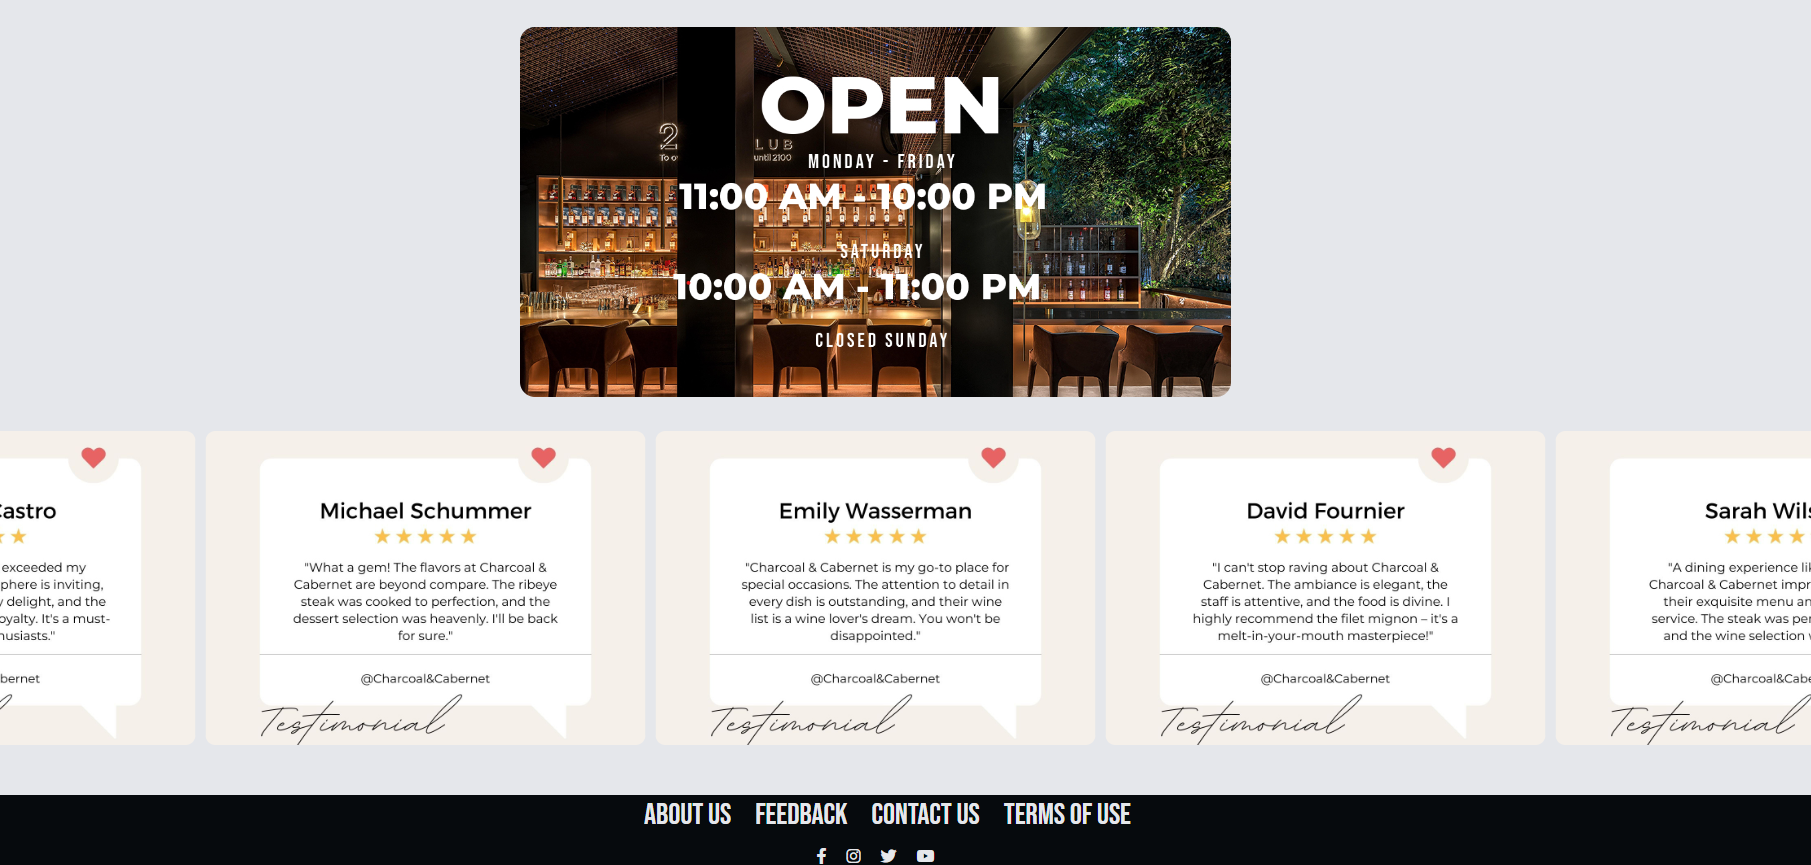 OPEN
2 LUB
To o until 2100
MONDAY - FRIDAY
11:00 AM - 10:00 PM
SATURDAY
10:00 AM - 11:00 PM
CLOSED SUNDAY
Castro
exceeded my
phere is inviting,
y delight, and the
oyalty. It's a must-
husiasts."
bernet
Michael Schummer
"What a gem! The flavors at Charcoal &
Cabernet are beyond compare. The ribeye
steak was cooked to perfection, and the
dessert selection was heavenly. I'll be back
for sure."
@Charcoal&Cabernet
Testimonial
Emily Wasserman
"Charcoal & Cabernet is my go-to place for
special occasions. The attention to detail in
every dish is outstanding, and their wine
list is a wine lover's dream. You won't be
disappointed."
@Charcoal&Cabernet
Testimonial
David Fournier
"I can't stop raving about Charcoal &
Cabernet. The ambiance is elegant, the
staff is attentive, and the food is divine. I
highly recommend the filet mignon – it's a
melt-in-your-mouth masterpiece!"
@Charcoal&Cabernet
Testimonial
Sarah Wils
"A dining experience lik
Charcoal & Cabernet impr
their exquisite menu an
service. The steak was per
and the wine selection w
@Charcoal&Cabe
Testimonial
ABOUT US FEEDBACK CONTACT US TERMS OF USE